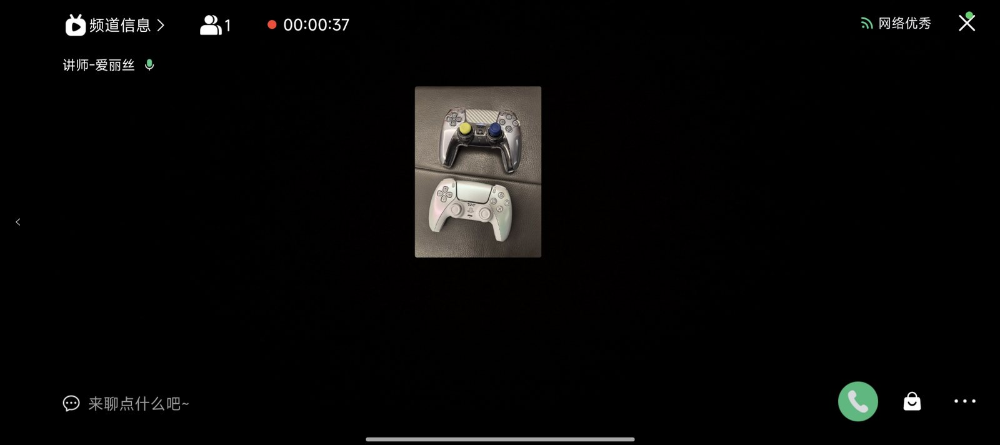 频道信息
1
00:00:37
网络优秀
讲师-爱丽丝
来聊点什么吧~